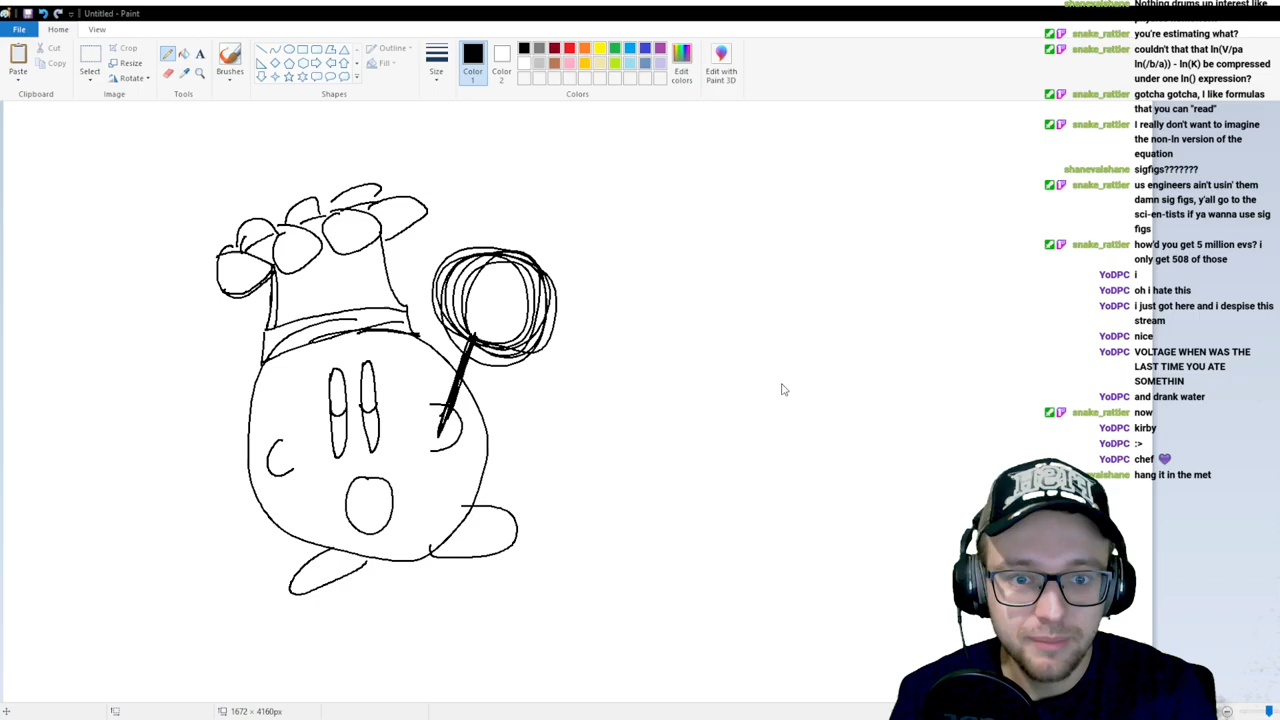 Untitled - Paint
File
Home
View
Paste
Cut
Copy
Clipboard
Select
Crop
Resize
Rotate
Image
Tools
Brushes
Shapes
Outline
Fill
Size
Color
1
Color
2
Edit
colors
Colors
Edit with
Paint 3D
1672 × 4160px
shanevalshane Nothing drums up interest like
snake_rattler you're estimating what?
snake_rattler couldn't that that ln(V/pa
ln(/b/a)) - ln(K) be compressed
under one ln() expression?
snake_rattler gotcha gotcha, I like formulas
that you can "read"
snake_rattler I really don't want to imagine
the non-ln version of the
equation
shanevalshane sigfigs???????
snake_rattler us engineers ain't usin' them
damn sig figs, y'all go to the
sci-en-tists if ya wanna use sig
figs
snake_rattler how'd you get 5 million evs? i
only get 508 of those
YoDPC i
YoDPC oh i hate this
YoDPC i just got here and i despise this
stream
YoDPC nice
YoDPC VOLTAGE WHEN WAS THE
LAST TIME YOU ATE
SOMETHIN
YoDPC and drank water
snake_rattler now
YoDPC kirby
YoDPC :>
YoDPC chef 💜
hang it in the met